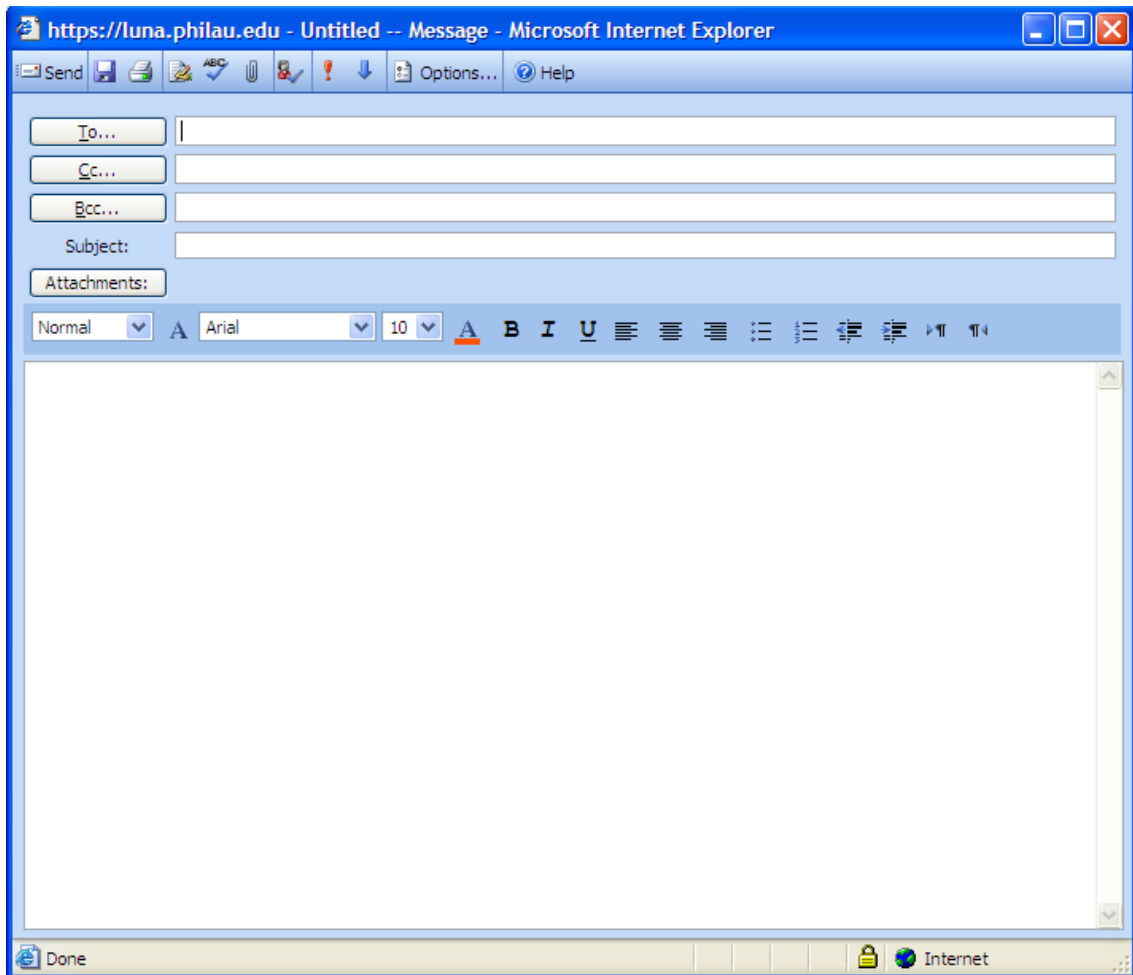 https://luna.philau.edu - Untitled -- Message - Microsoft Internet Explorer
Send ABC Options... Help
To...
Cc...
Bcc...
Subject:
Attachments:
Normal A Arial 10 A B I U
Done Internet